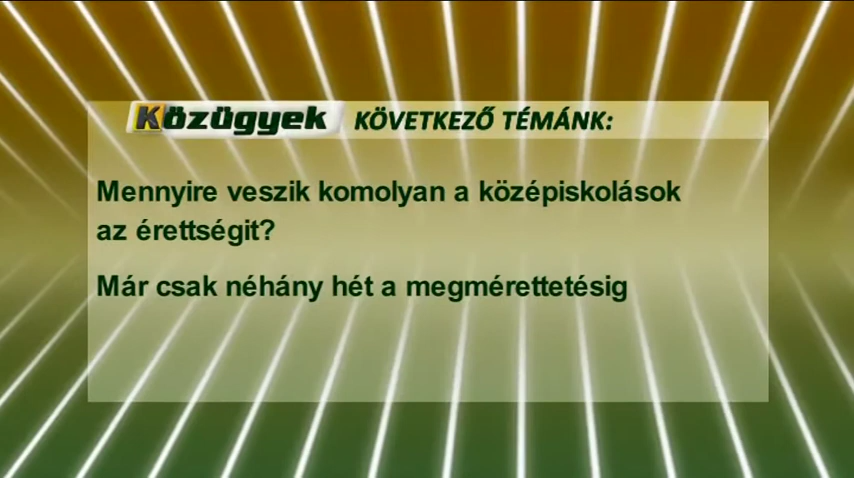 Közügyek KÖVETKEZŐ TÉMÁNK:
Mennyire veszik komolyan a középiskolások
az érettségit?
Már csak néhány hét a megmérettetésig